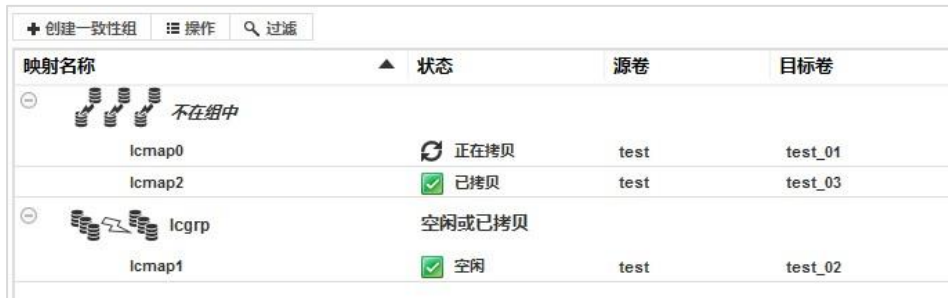 创建一致性组 操作 过滤
映射名称 状态 源卷 目标卷
不在组中
lcmap0 正在拷贝 test test_01
lcmap2 已拷贝 test test_03
lcgrp 空闲或已拷贝
lcmap1 空闲 test test_02